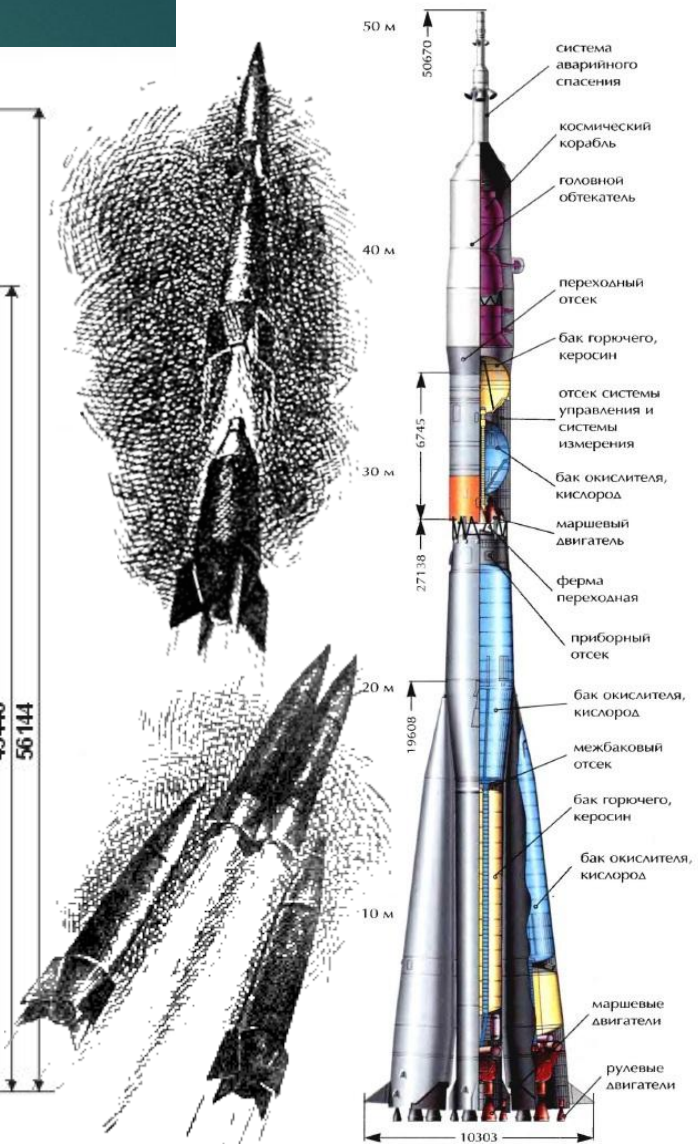 50 м
50670
система
аварийного
спасения
космический
корабль
головной
обтекатель
40 м
переходный
отсек
бак горючего,
керосин
6745
отсек системы
управления и
системы
измерения
30 м
бак окислителя,
кислород
маршевый
двигатель
27138
ферма
переходная
приборный
отсек
20 м
19608
бак окислителя,
кислород
56144
межбаковый
отсек
бак горючего,
керосин
бак окислителя,
кислород
10 м
маршевые
двигатели
рулевые
двигатели
10303